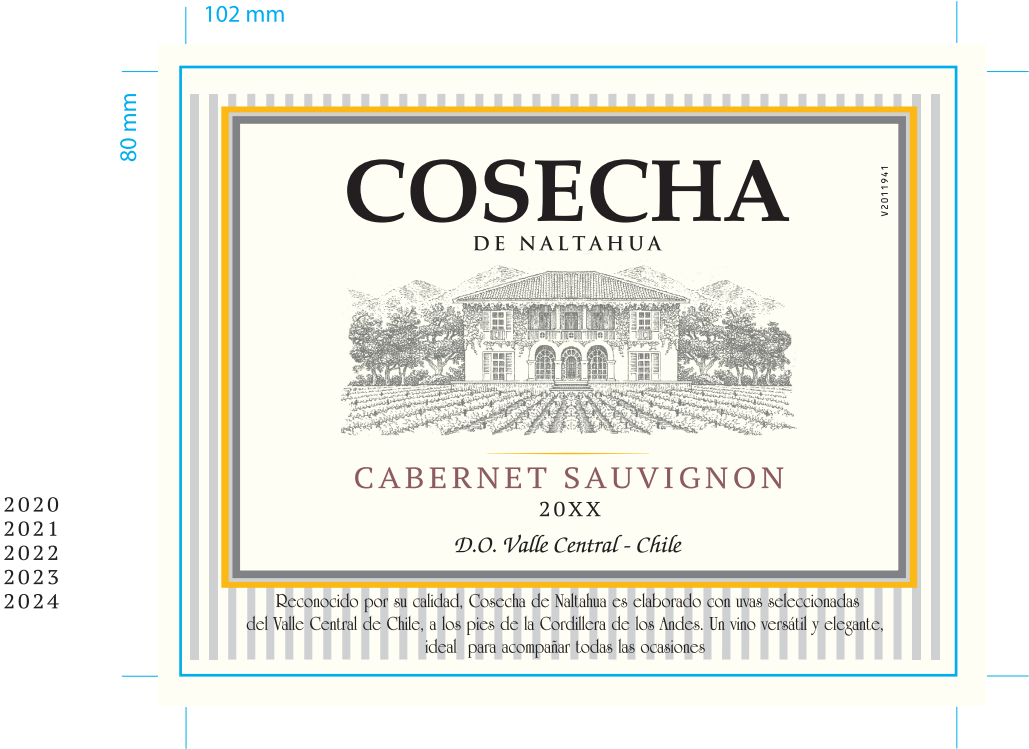 102 mm
80 mm
COSECHA
V2011941
DE NALTAHUA
CABERNET SAUVIGNON
20XX
D.O. Valle Central - Chile
2020
2021
2022
2023
2024
Reconocido por su calidad, Cosecha de Naltahua es elaborado con uvas seleccionadas
del Valle Central de Chile, a los pies de la Cordillera de los Andes. Un vino versátil y elegante,
ideal para acompañar todas las ocasiones